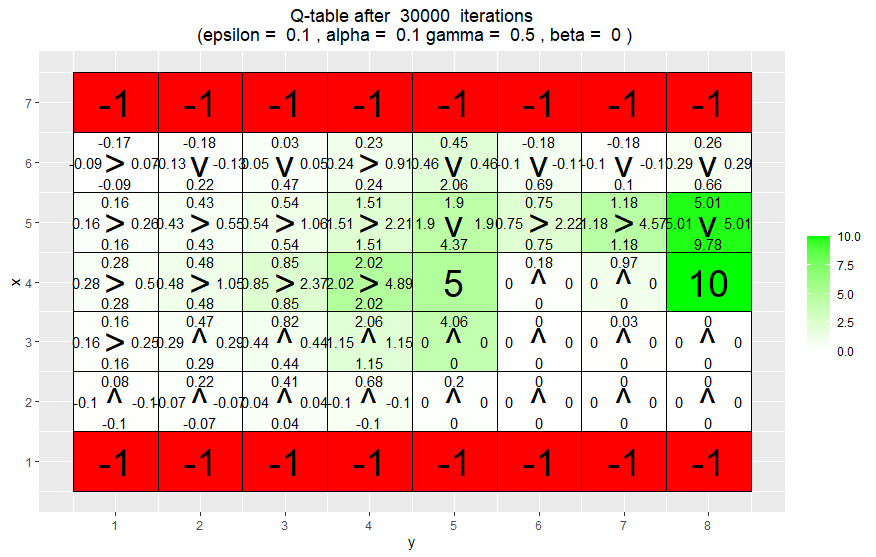 Q-table after 30000 iterations
(epsilon = 0.1 , alpha = 0.1 gamma = 0.5 , beta = 0 )
7 -1 -1 -1 -1 -1 -1 -1 -1
-0.17 -0.18 0.03 0.23 0.45 -0.18 -0.18 0.26
6 -0.09 > 0.07 -0.13 v -0.13 0.05 v 0.05 0.24 > 0.91 0.46 v 0.46 -0.1 v -0.11 -0.1 v -0.1 0.29 v 0.29
-0.09 0.22 0.47 0.24 2.06 0.69 0.1 0.66
0.16 0.43 0.54 1.51 1.9 0.75 1.18 5.01
5 0.16 > 0.26 0.43 > 0.55 0.54 > 1.06 1.51 > 2.21 1.9 v 1.9 0.75 > 2.22 1.18 > 4.57 5.01 v 5.01
0.16 0.43 0.54 1.51 4.37 0.75 1.18 9.78
0.28 0.48 0.85 2.02 0.18 0.97
x 4 0.28 > 0.5 0.48 > 1.05 0.85 > 2.37 2.02 > 4.89 5 0 ^ 0 0 ^ 0 10
0.28 0.48 0.85 2.02 0 0
0.16 0.47 0.82 2.06 4.06 0 0.03 0
3 0.16 > 0.25 0.29 ^ 0.29 0.44 ^ 0.44 1.15 ^ 1.15 0 ^ 0 0 ^ 0 0 ^ 0 0 ^ 0
0.16 0.29 0.44 1.15 0 0 0 0
0.08 0.22 0.41 0.68 0.2 0 0 0
2 -0.1 ^ -0.1 -0.07 ^ -0.07 0.04 ^ 0.04 -0.1 ^ -0.1 0 ^ 0 0 ^ 0 0 ^ 0 0 ^ 0
-0.1 -0.07 0.04 -0.1 0 0 0 0
1 -1 -1 -1 -1 -1 -1 -1 -1
1 2 3 4 5 6 7 8
y
10.0
7.5
5.0
2.5
0.0